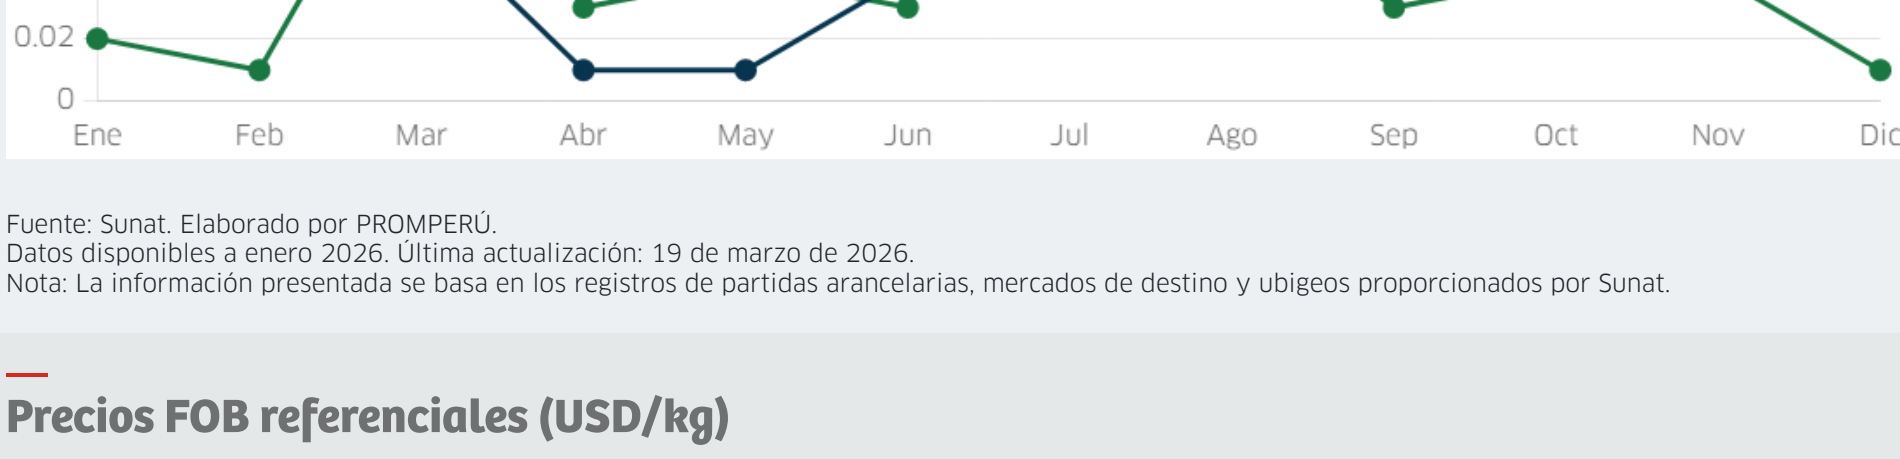 0.02
0
Ene Feb Mar Abr May Jun Jul Ago Sep Oct Nov Dic
Fuente: Sunat. Elaborado por PROMPERÚ.
Datos disponibles a enero 2026. Última actualización: 19 de marzo de 2026.
Nota: La información presentada se basa en los registros de partidas arancelarias, mercados de destino y ubigeos proporcionados por Sunat.
Precios FOB referenciales (USD/kg)